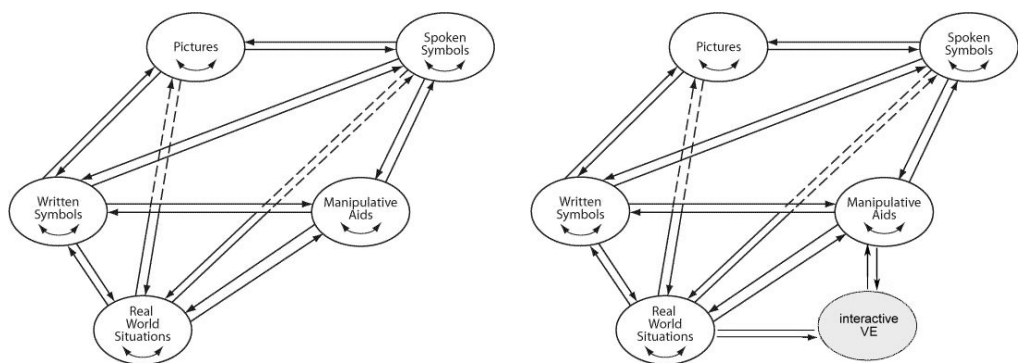 Pictures
Spoken
Symbols
Written
Symbols
Manipulative
Aids
Real
World
Situations
Pictures
Spoken
Symbols
Written
Symbols
Manipulative
Aids
Real
World
Situations
interactive
VE